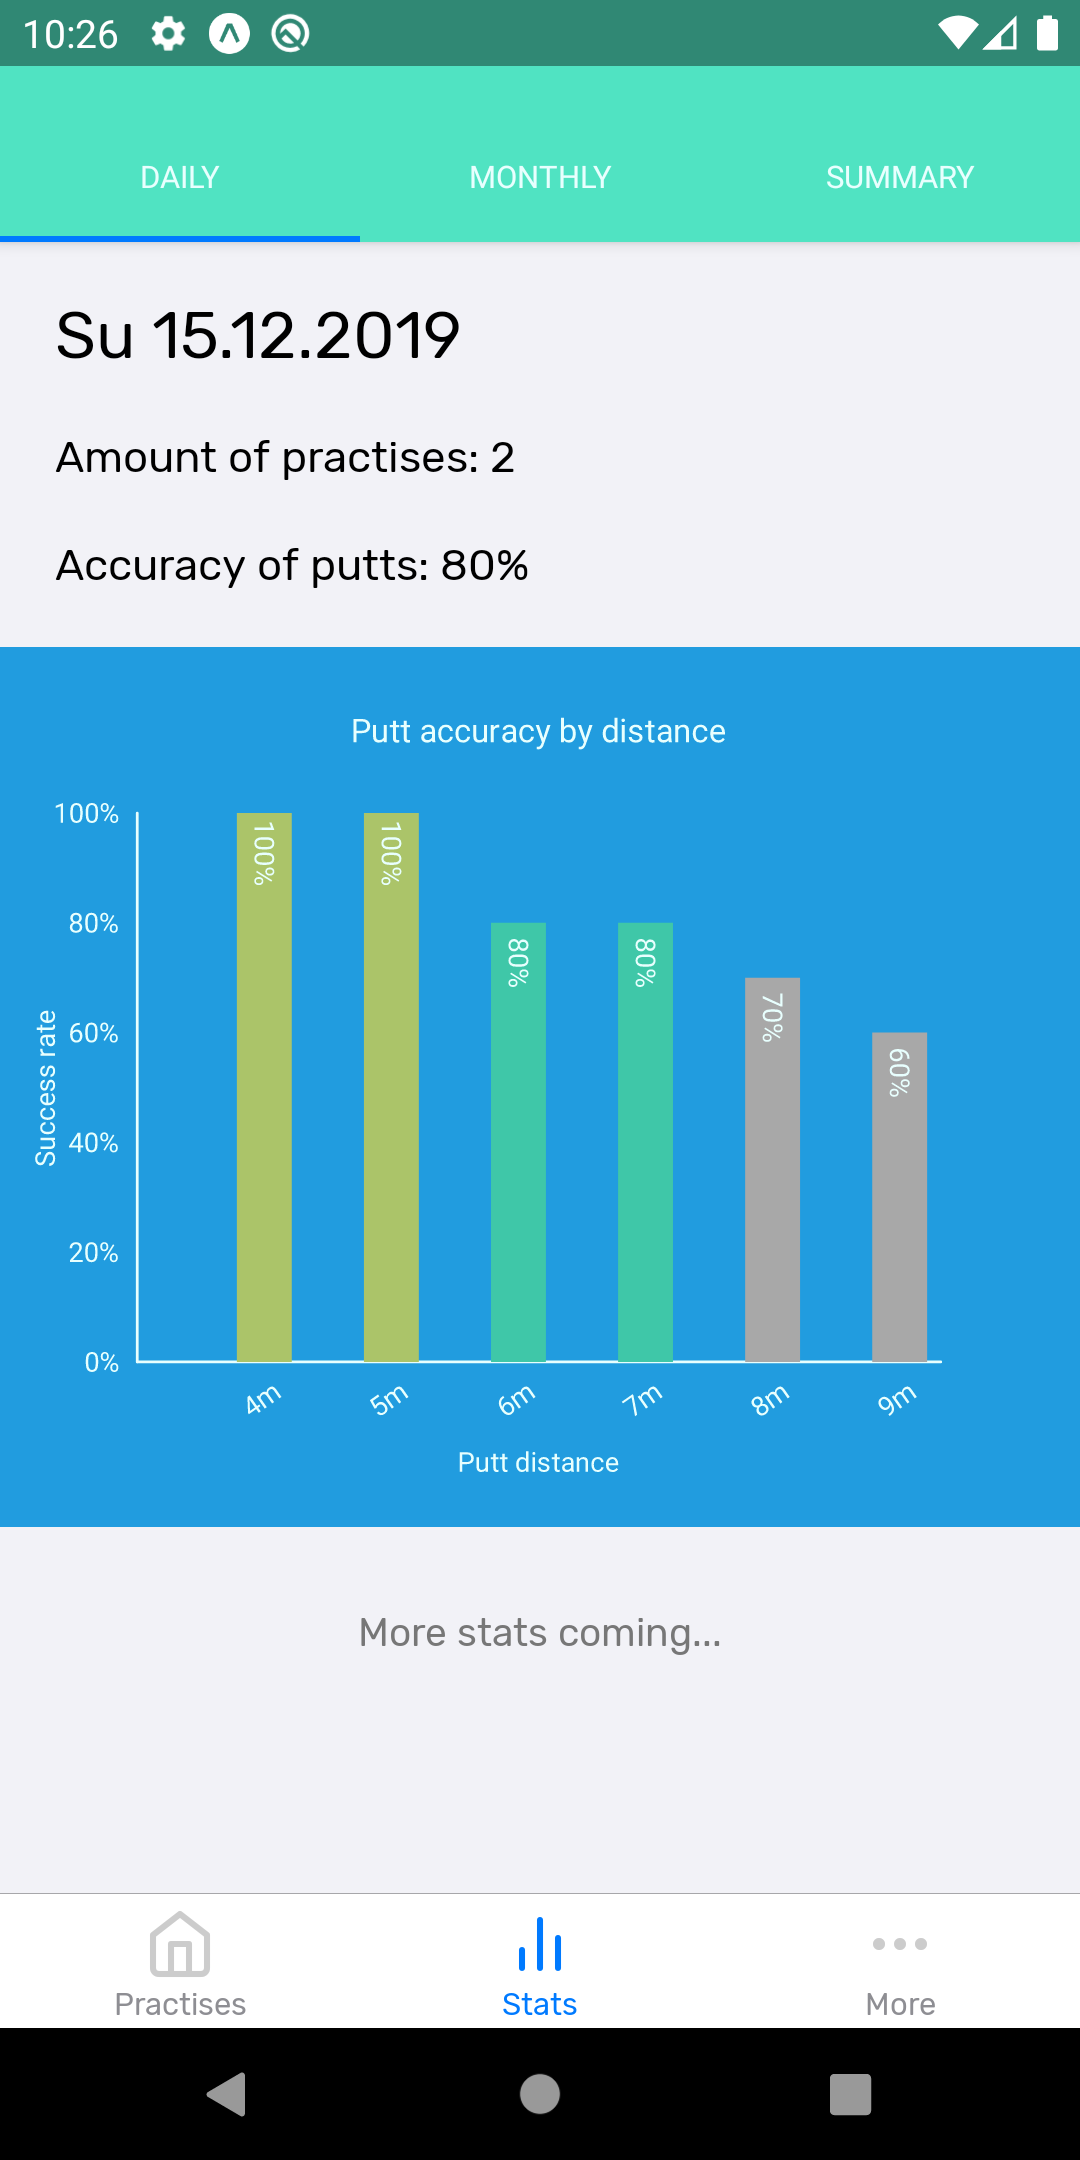 10:26
DAILY MONTHLY SUMMARY
Su 15.12.2019
Amount of practises: 2
Accuracy of putts: 80%
Putt accuracy by distance
100%
80%
60%
40%
20%
0%
Success rate
100% 100% 80% 80% 70% 60%
4m 5m 6m 7m 8m 9m
Putt distance
More stats coming...
Practises Stats More